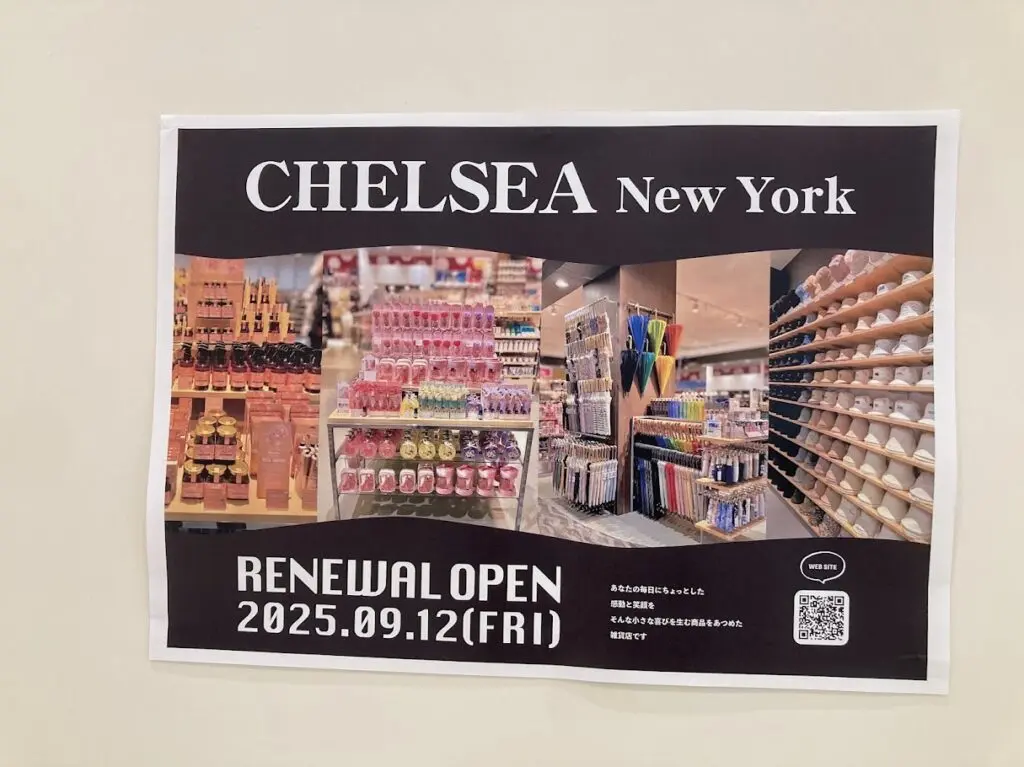 CHELSEA New York
RENEWAL OPEN
2025.09.12(FRI)
あなたの毎日にちょっとした
感動と笑顔を
そんな小さな喜びを生む商品をあつめた
雑貨店です
WEB SITE